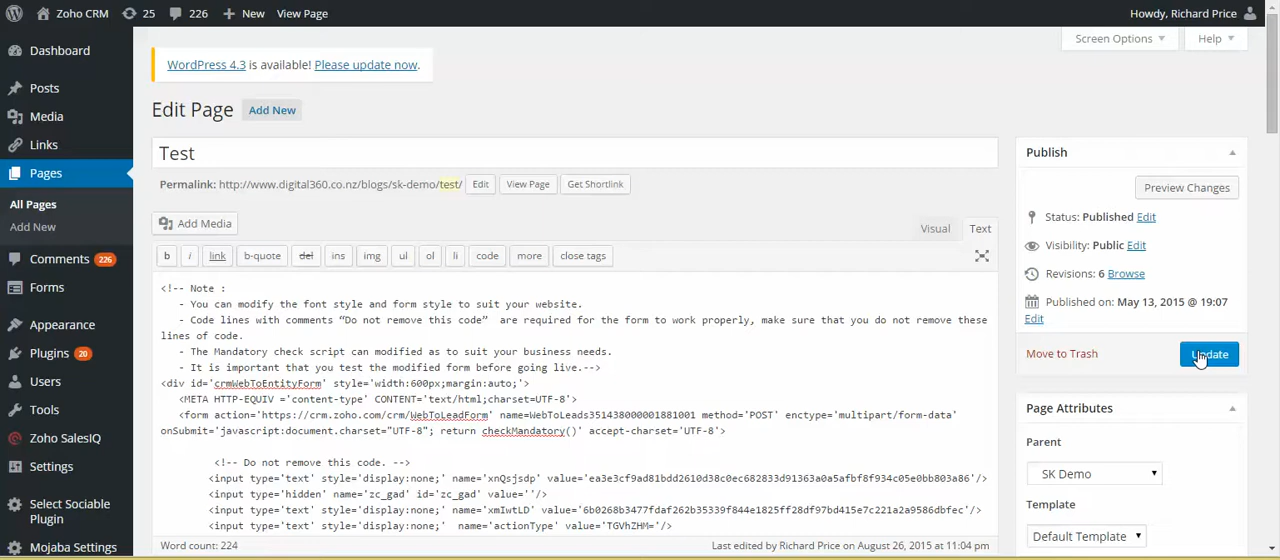 Zoho CRM 25 226 New View Page Howdy, Richard Price
Dashboard
Posts
Media
Links
Pages
All Pages
Add New
Comments 226
Forms
Appearance
Plugins 20
Users
Tools
Zoho SalesIQ
Settings
Select Sociable
Plugin
Mojaba Settings
Screen Options Help
WordPress 4.3 is available! Please update now.
Edit Page Add New
Test
Permalink: http://www.digital360.co.nz/blogs/sk-demo/test/ Edit View Page Get Shortlink
Add Media Visual Text
b i link b-quote del ins img ul ol li code more close tags
<!-- Note :
- You can modify the font style and form style to suit your website.
- Code lines with comments “Do not remove this code”  are required for the form to work properly, make sure that you do not remove these
lines of code.
- The Mandatory check script can modified as to suit your business needs.
- It is important that you test the modified form before going live.-->
<div id='crmWebToEntityForm' style='width:600px;margin:auto;'>
<META HTTP-EQUIV ='content-type' CONTENT='text/html;charset=UTF-8'>
<form action='https://crm.zoho.com/crm/WebToLeadForm' name=WebToLeads351438000001881001 method='POST' enctype='multipart/form-data'
onSubmit='javascript:document.charset="UTF-8"; return checkMandatory()' accept-charset='UTF-8'>
<!-- Do not remove this code. -->
<input type='text' style='display:none;' name='xnQsjsdp' value='ea3e3cf9ad81bdd2610d38c0ec682833d91363a0a5afbf8f934c05e0bb803a86'/>
<input type='hidden' name='zc_gad' id='zc_gad' value=''/>
<input type='text' style='display:none;' name='xmIwtLD' value='6b0268b3477fdaf262b35339f844e1825ff28df97bd415e7c221a2a9586dbfec'/>
<input type='text' style='display:none;'  name='actionType' value='TGVhZHM='/>
Word count: 224 Last edited by Richard Price on August 26, 2015 at 11:04 pm
Publish
Preview Changes
Status: Published Edit
Visibility: Public Edit
Revisions: 6 Browse
Published on: May 13, 2015 @ 19:07
Edit
Move to Trash Update
Page Attributes
Parent
SK Demo
Template
Default Template